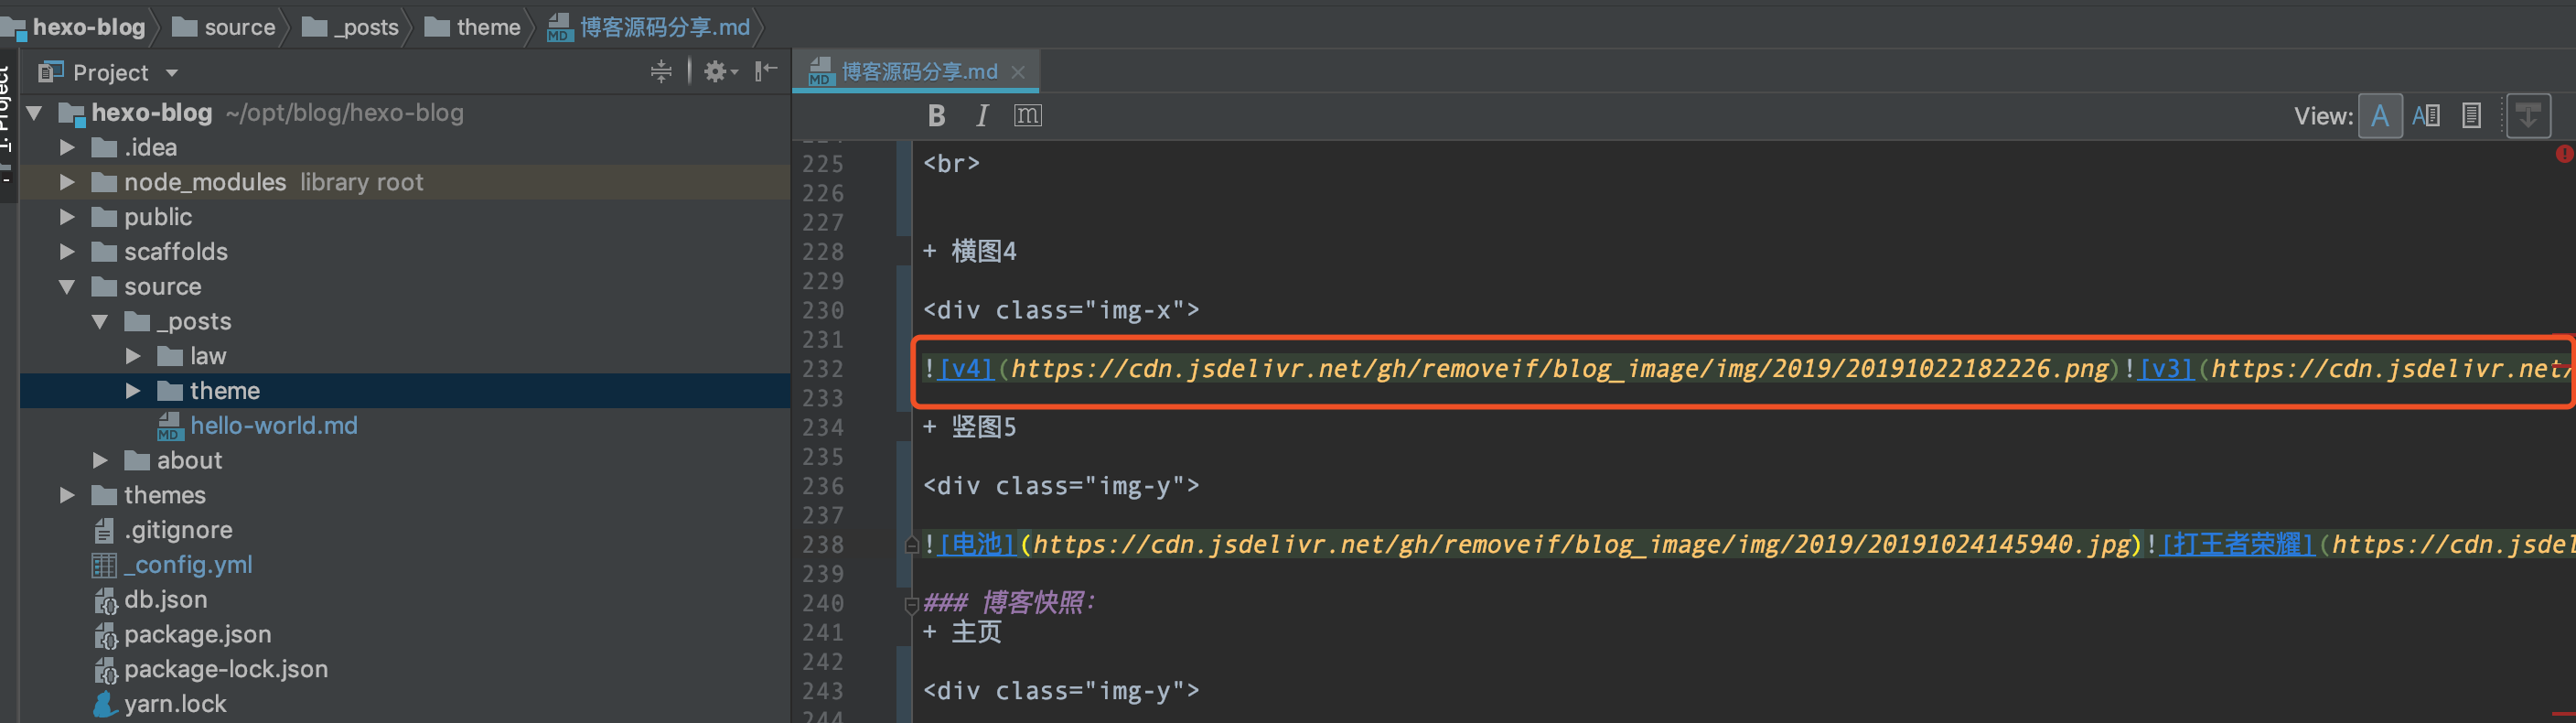 hexo-blog source _posts theme 博客源码分享.md
1: Project
Project
hexo-blog ~/opt/blog/hexo-blog
.idea
node_modules library root
public
scaffolds
source
_posts
law
theme
hello-world.md
about
themes
.gitignore
_config.yml
db.json
package.json
package-lock.json
yarn.lock
博客源码分享.md
B I m View: A A
225 <br>
226
227
228 + 横图4
229
230 <div class="img-x">
231
232 ![v4](https://cdn.jsdelivr.net/gh/removeif/blog_image/img/2019/20191022182226.png)![v3](https://cdn.jsdelivr.net/
233
234 + 竖图5
235
236 <div class="img-y">
237
238 ![电池](https://cdn.jsdelivr.net/gh/removeif/blog_image/img/2019/20191024145940.jpg)![打王者荣耀](https://cdn.jsdel
239
240 ### 博客快照:
241 + 主页
242
243 <div class="img-y">
244